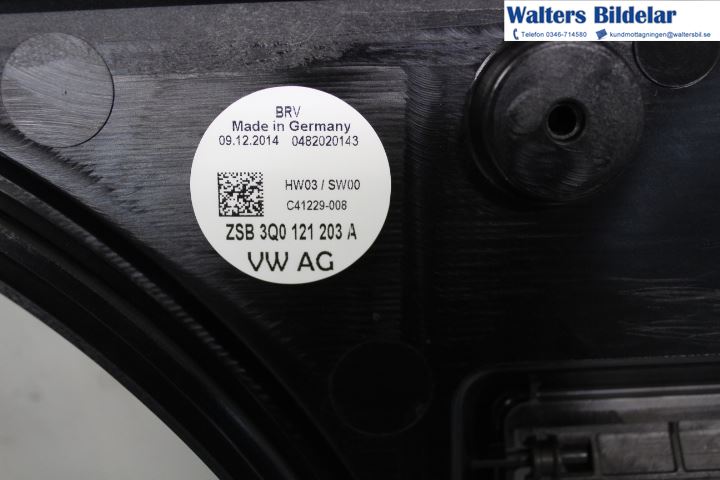 Walters Bildelar
Telefon 0346-714580 kundmottagningen@waltersbil.se
BRV
Made in Germany
09.12.2014 0482020143
HW03 / SW00
C41229-008
ZSB 3Q0 121 203 A
VW AG